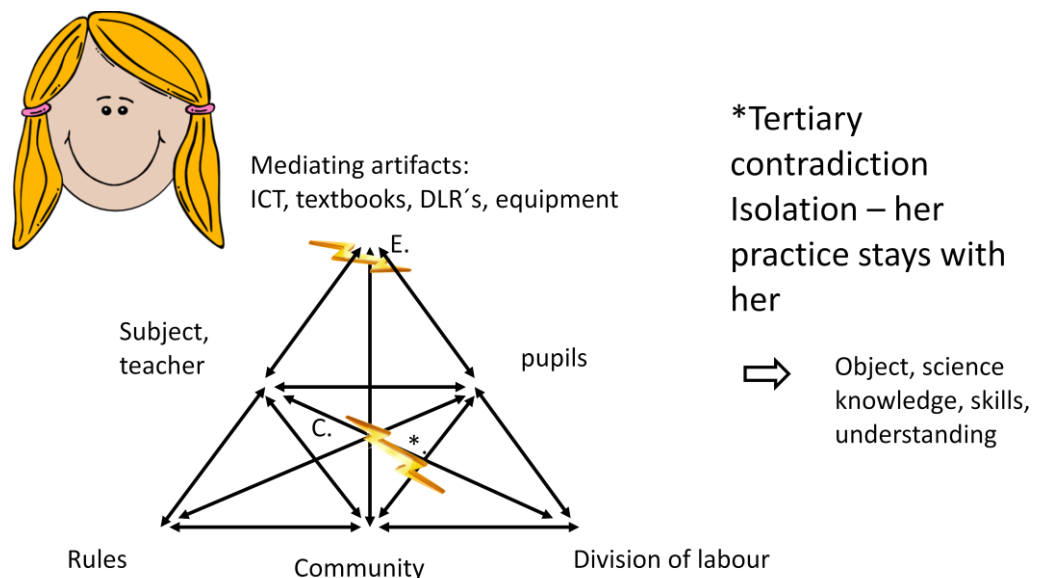 Mediating artifacts:
ICT, textbooks, DLR´s, equipment
E.
Subject,
teacher
pupils
C.
*.
Rules
Community
Division of labour
*Tertiary
contradiction
Isolation – her
practice stays with
her
Object, science
knowledge, skills,
understanding